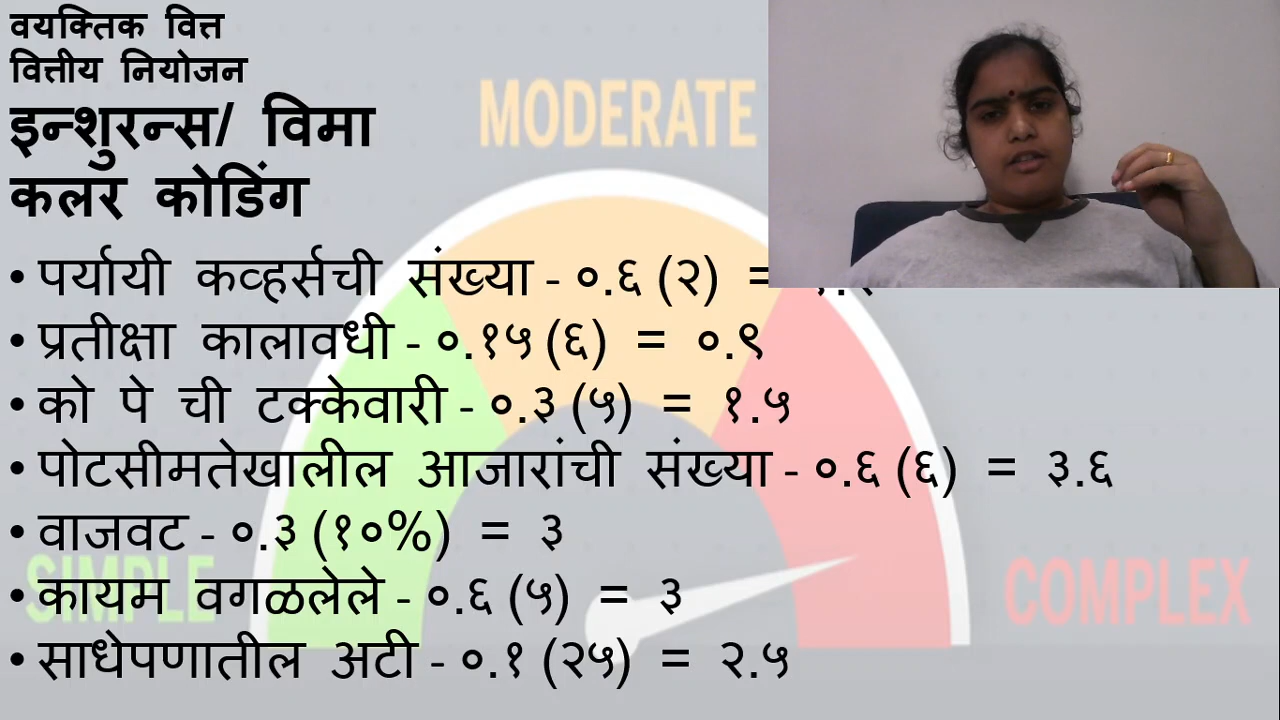 वयक्तिक वित्त
वित्तीय नियोजन
इन्शुरन्स/ विमा
कलर कोडिंग
MODERATE
• पर्यायी कव्हर्सची संख्या - ०.६ (२) =
• प्रतीक्षा कालावधी - ०.१५ (६) = ०.९
• को पे ची टक्केवारी - ०.३ (५) = १.५
• पोटसीमतेखालील आजारांची संख्या - ०.६ (६) = ३.६
• वाजवट - ०.३ (१०%) = ३
SIMPLE
COMPLEX
• कायम वगळलेले - ०.६ (५) = ३
• साधेपणातील अटी - ०.१ (२५) = २.५